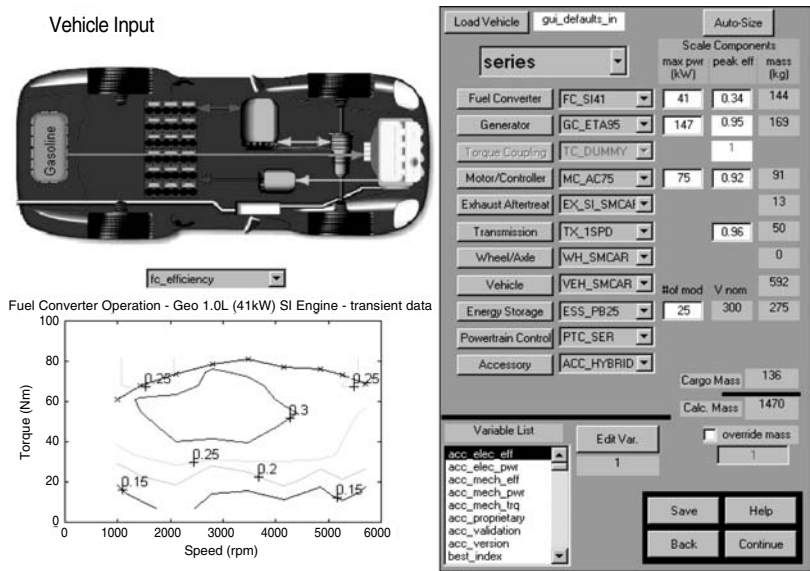 Vehicle Input
Gasoline
fc_efficiency
Fuel Converter Operation - Geo 1.0L (41kW) SI Engine - transient data
Torque (Nm)
100
80
60
40
20
0
0.25
0.25
0.3
0.25
0.2
0.15
0.15
0 1000 2000 3000 4000 5000 6000
Speed (rpm)
Load Vehicle gui_defaults_in Auto-Size
series
Scale Components
max pwr (kW) peak eff mass (kg)
Fuel Converter FC_SI41 41 0.34 144
Generator GC_ETA95 147 0.95 169
Torque Coupling TC_DUMMY 1
Motor/Controller MC_AC75 75 0.92 91
Exhaust Aftertreat EX_SI_SMCAR 13
Transmission TX_1SPD 0.96 50
Wheel/Axle WH_SMCAR 0
Vehicle VEH_SMCAR 592
#of mod V nom
Energy Storage ESS_PB25 25 300 275
Powertrain Control PTC_SER
Accessory ACC_HYBRID
Cargo Mass 136
Calc. Mass 1470
override mass
1
Variable List
Edit Var.
1
acc_elec_eff
acc_elec_pwr
acc_mech_eff
acc_mech_pwr
acc_mech_trq
acc_proprietary
acc_validation
acc_version
best_index
Save Help
Back Continue